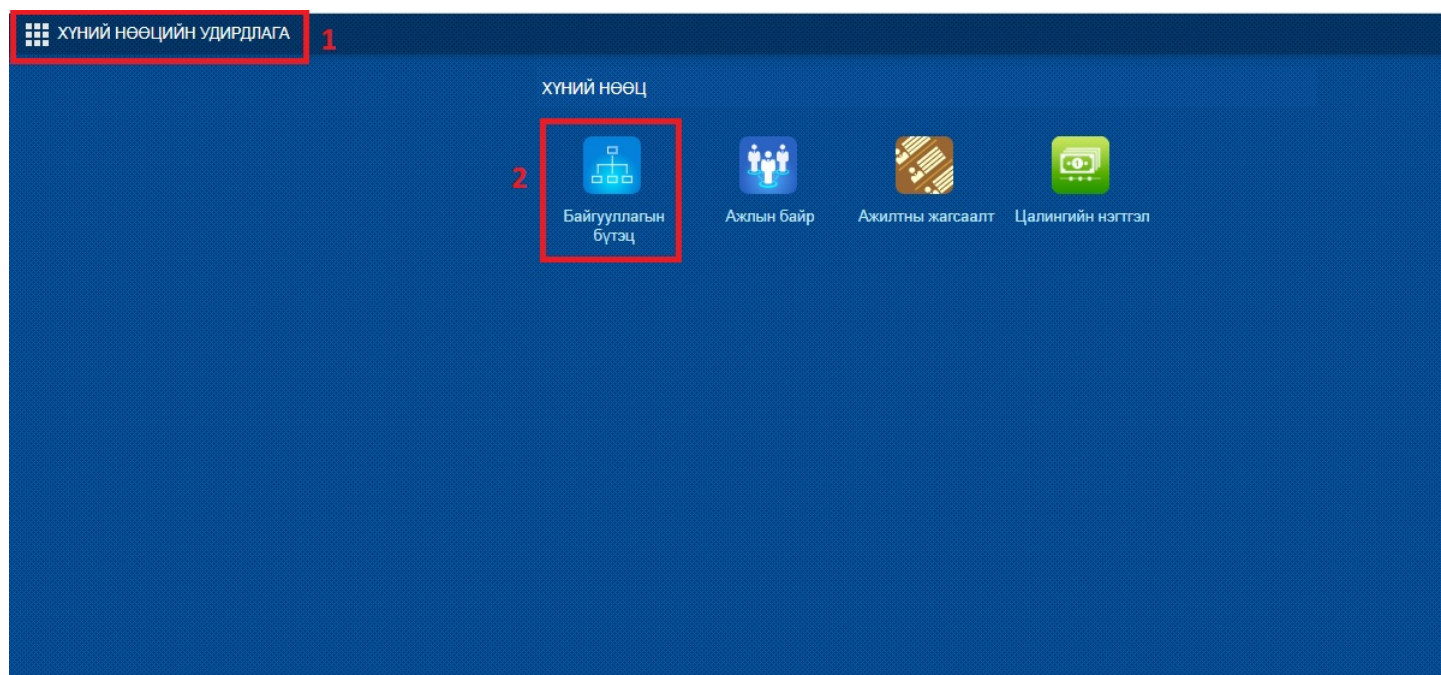 ХҮНИЙ НӨӨЦИЙН УДИРДЛАГА
1
ХҮНИЙ НӨӨЦ
2
Байгууллагын
бүтэц
Ажлын байр
Ажилтны жагсаалт
Цалингийн нэгтгэл